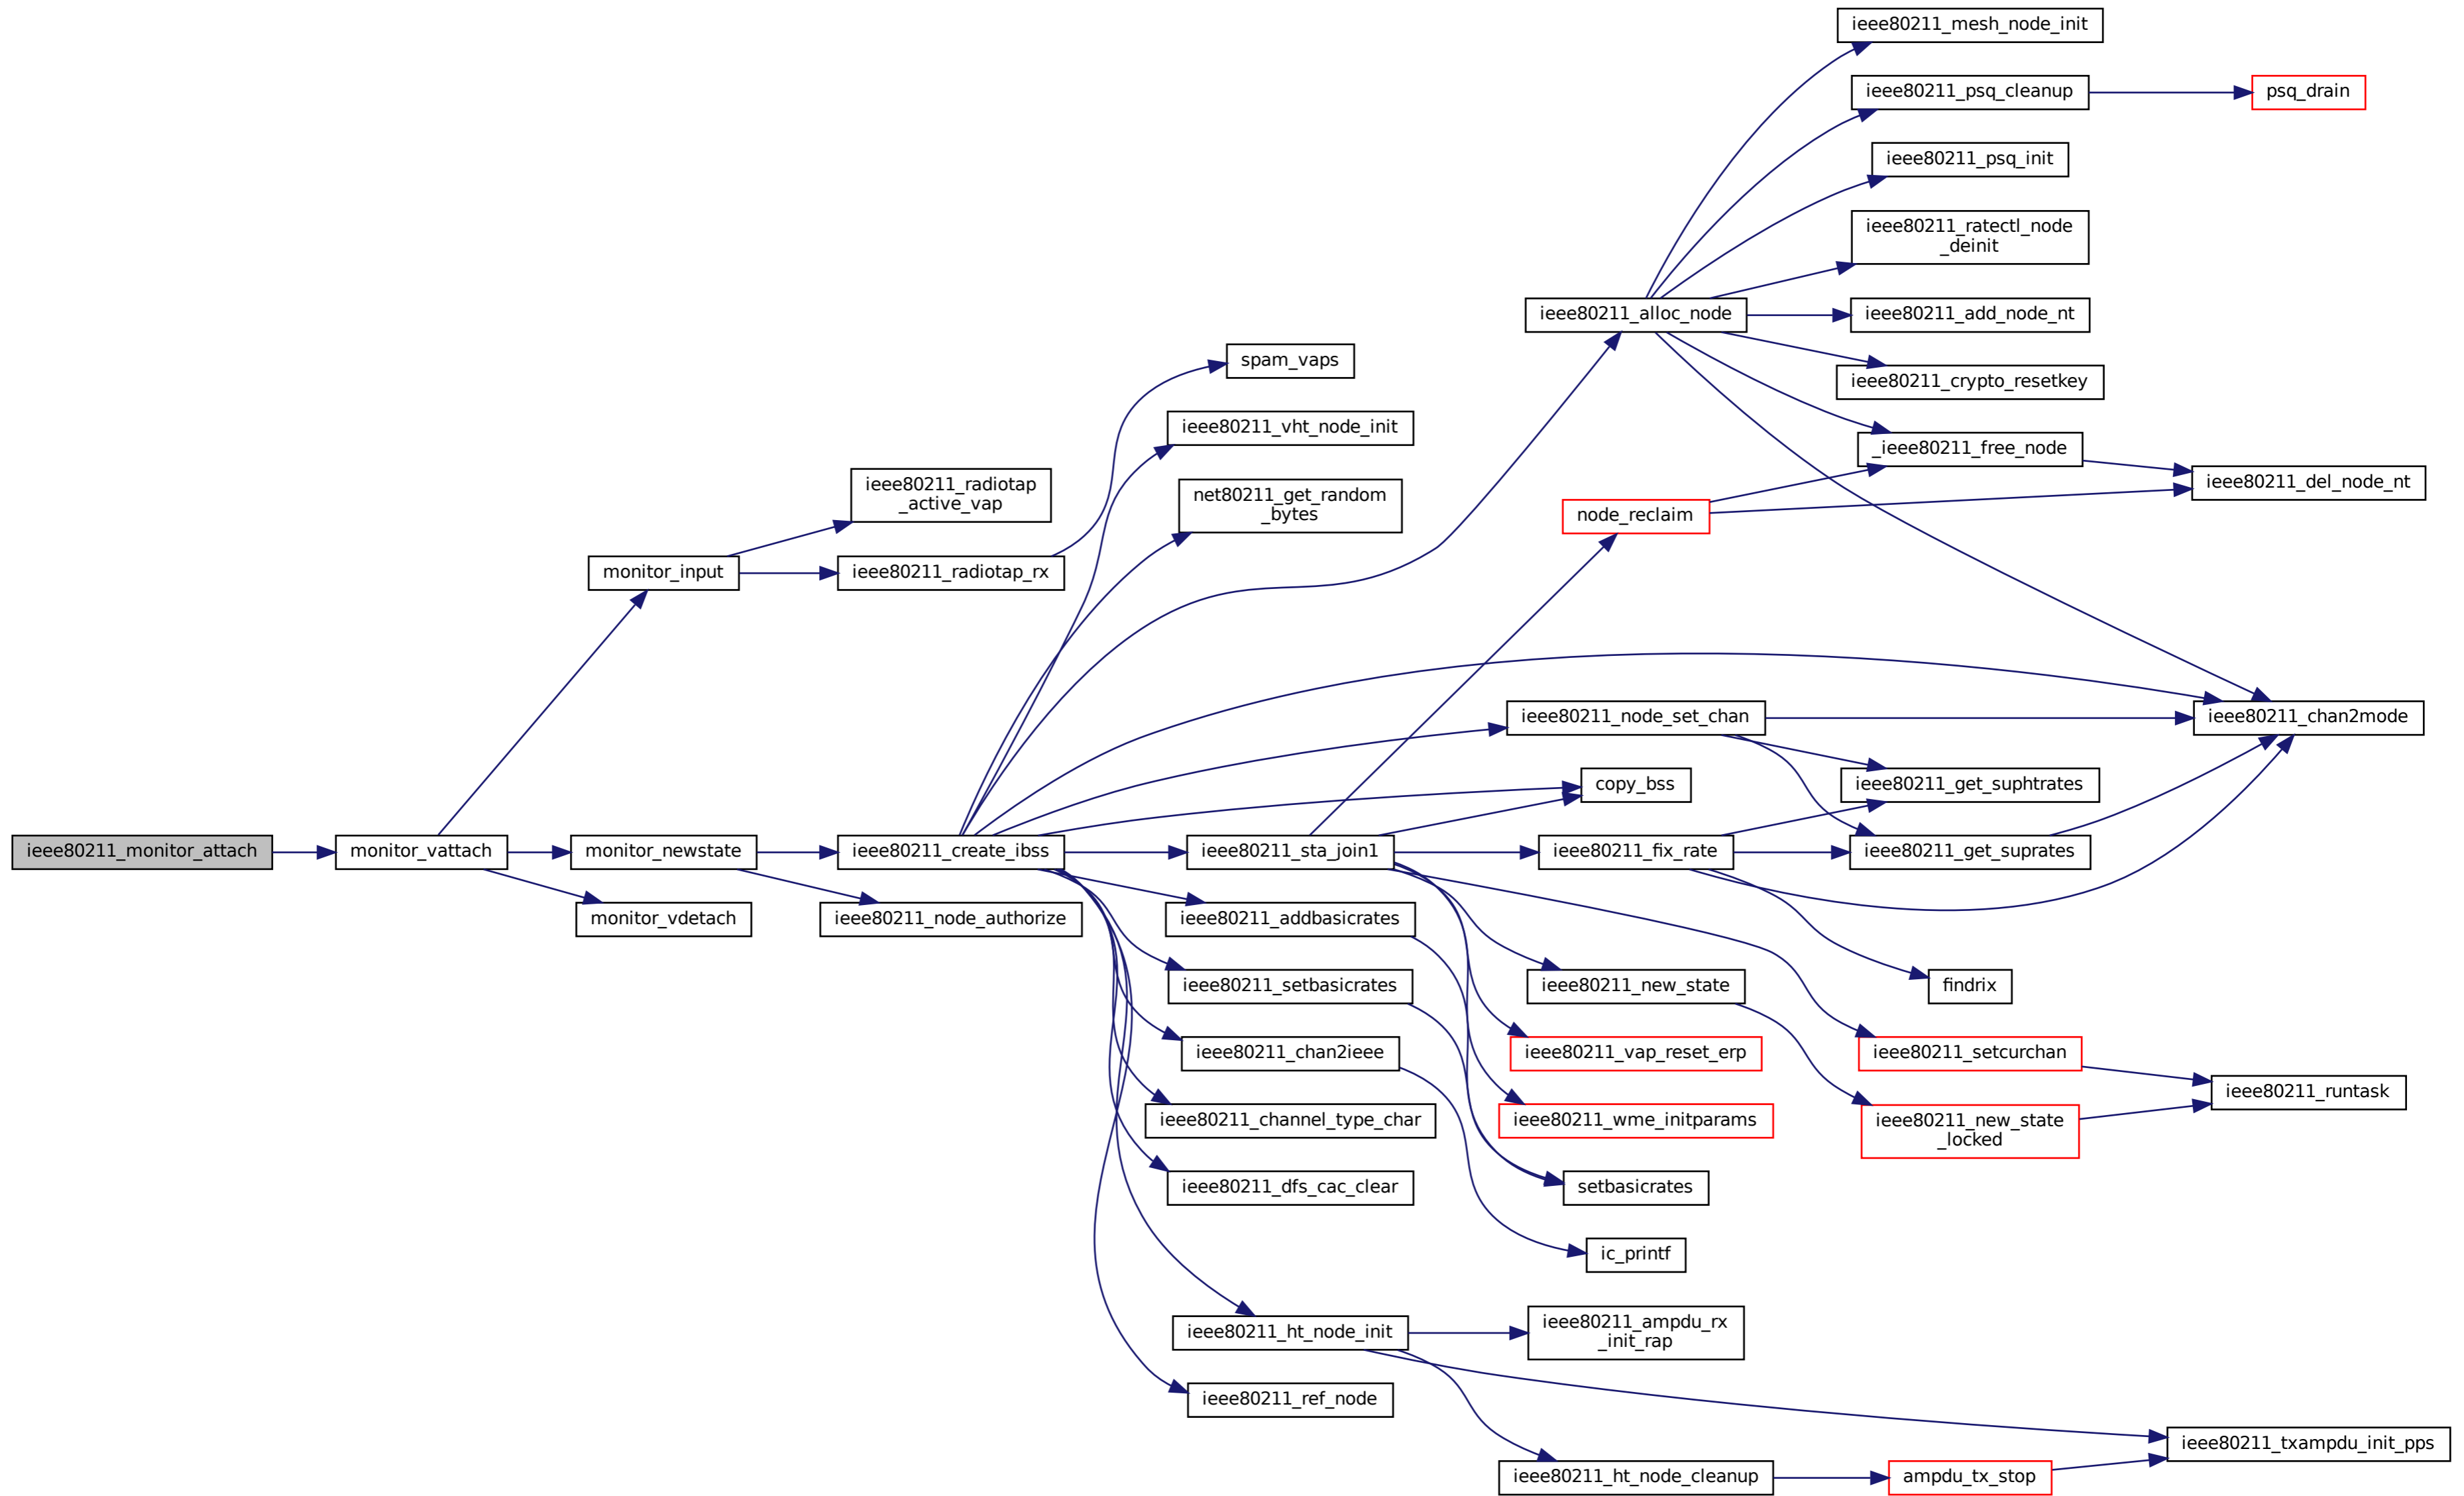 ieee80211_monitor_attach
monitor_vattach
monitor_input
monitor_newstate
monitor_vdetach
ieee80211_radiotap
_active_vap
ieee80211_radiotap_rx
ieee80211_create_ibss
ieee80211_node_authorize
spam_vaps
ieee80211_vht_node_init
net80211_get_random
_bytes
ieee80211_sta_join1
ieee80211_addbasicrates
ieee80211_setbasicrates
ieee80211_chan2ieee
ieee80211_channel_type_char
ieee80211_dfs_cac_clear
ieee80211_ht_node_init
ieee80211_ref_node
ieee80211_alloc_node
node_reclaim
ieee80211_node_set_chan
copy_bss
ieee80211_fix_rate
ieee80211_new_state
ieee80211_vap_reset_erp
ieee80211_wme_initparams
setbasicrates
ic_printf
ieee80211_ampdu_rx
_init_rap
ieee80211_ht_node_cleanup
ieee80211_mesh_node_init
ieee80211_psq_cleanup
ieee80211_psq_init
ieee80211_ratectl_node
_deinit
ieee80211_add_node_nt
ieee80211_crypto_resetkey
_ieee80211_free_node
ieee80211_get_suphtrates
ieee80211_get_suprates
findrix
ieee80211_setcurchan
ieee80211_new_state
_locked
ampdu_tx_stop
psq_drain
ieee80211_del_node_nt
ieee80211_chan2mode
ieee80211_runtask
ieee80211_txampdu_init_pps